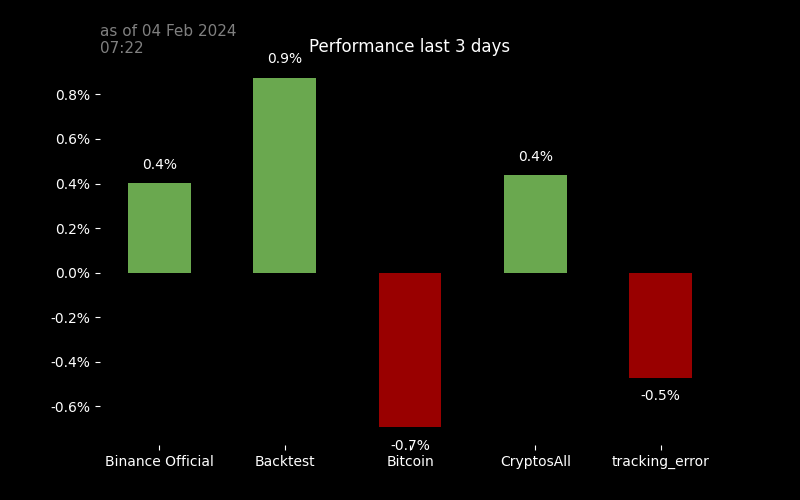 as of 04 Feb 2024
07:22
Performance last 3 days
0.9%
0.8%
0.6%
0.4%
0.4%
0.4%
0.2%
0.0%
-0.2%
-0.4%
-0.5%
-0.6%
-0.7%
Binance Official
Backtest
Bitcoin
CryptosAll
tracking_error